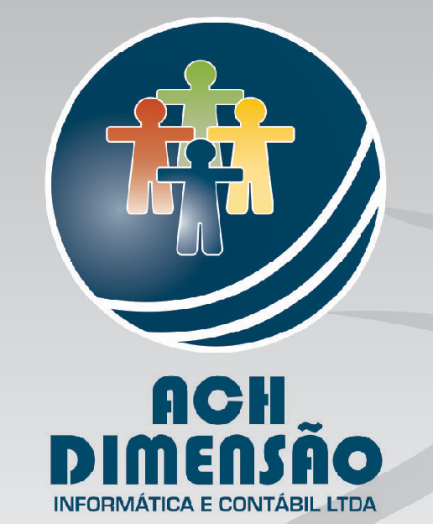 ACH
DIMENSÃO
INFORMÁTICA E CONTÁBIL LTDA